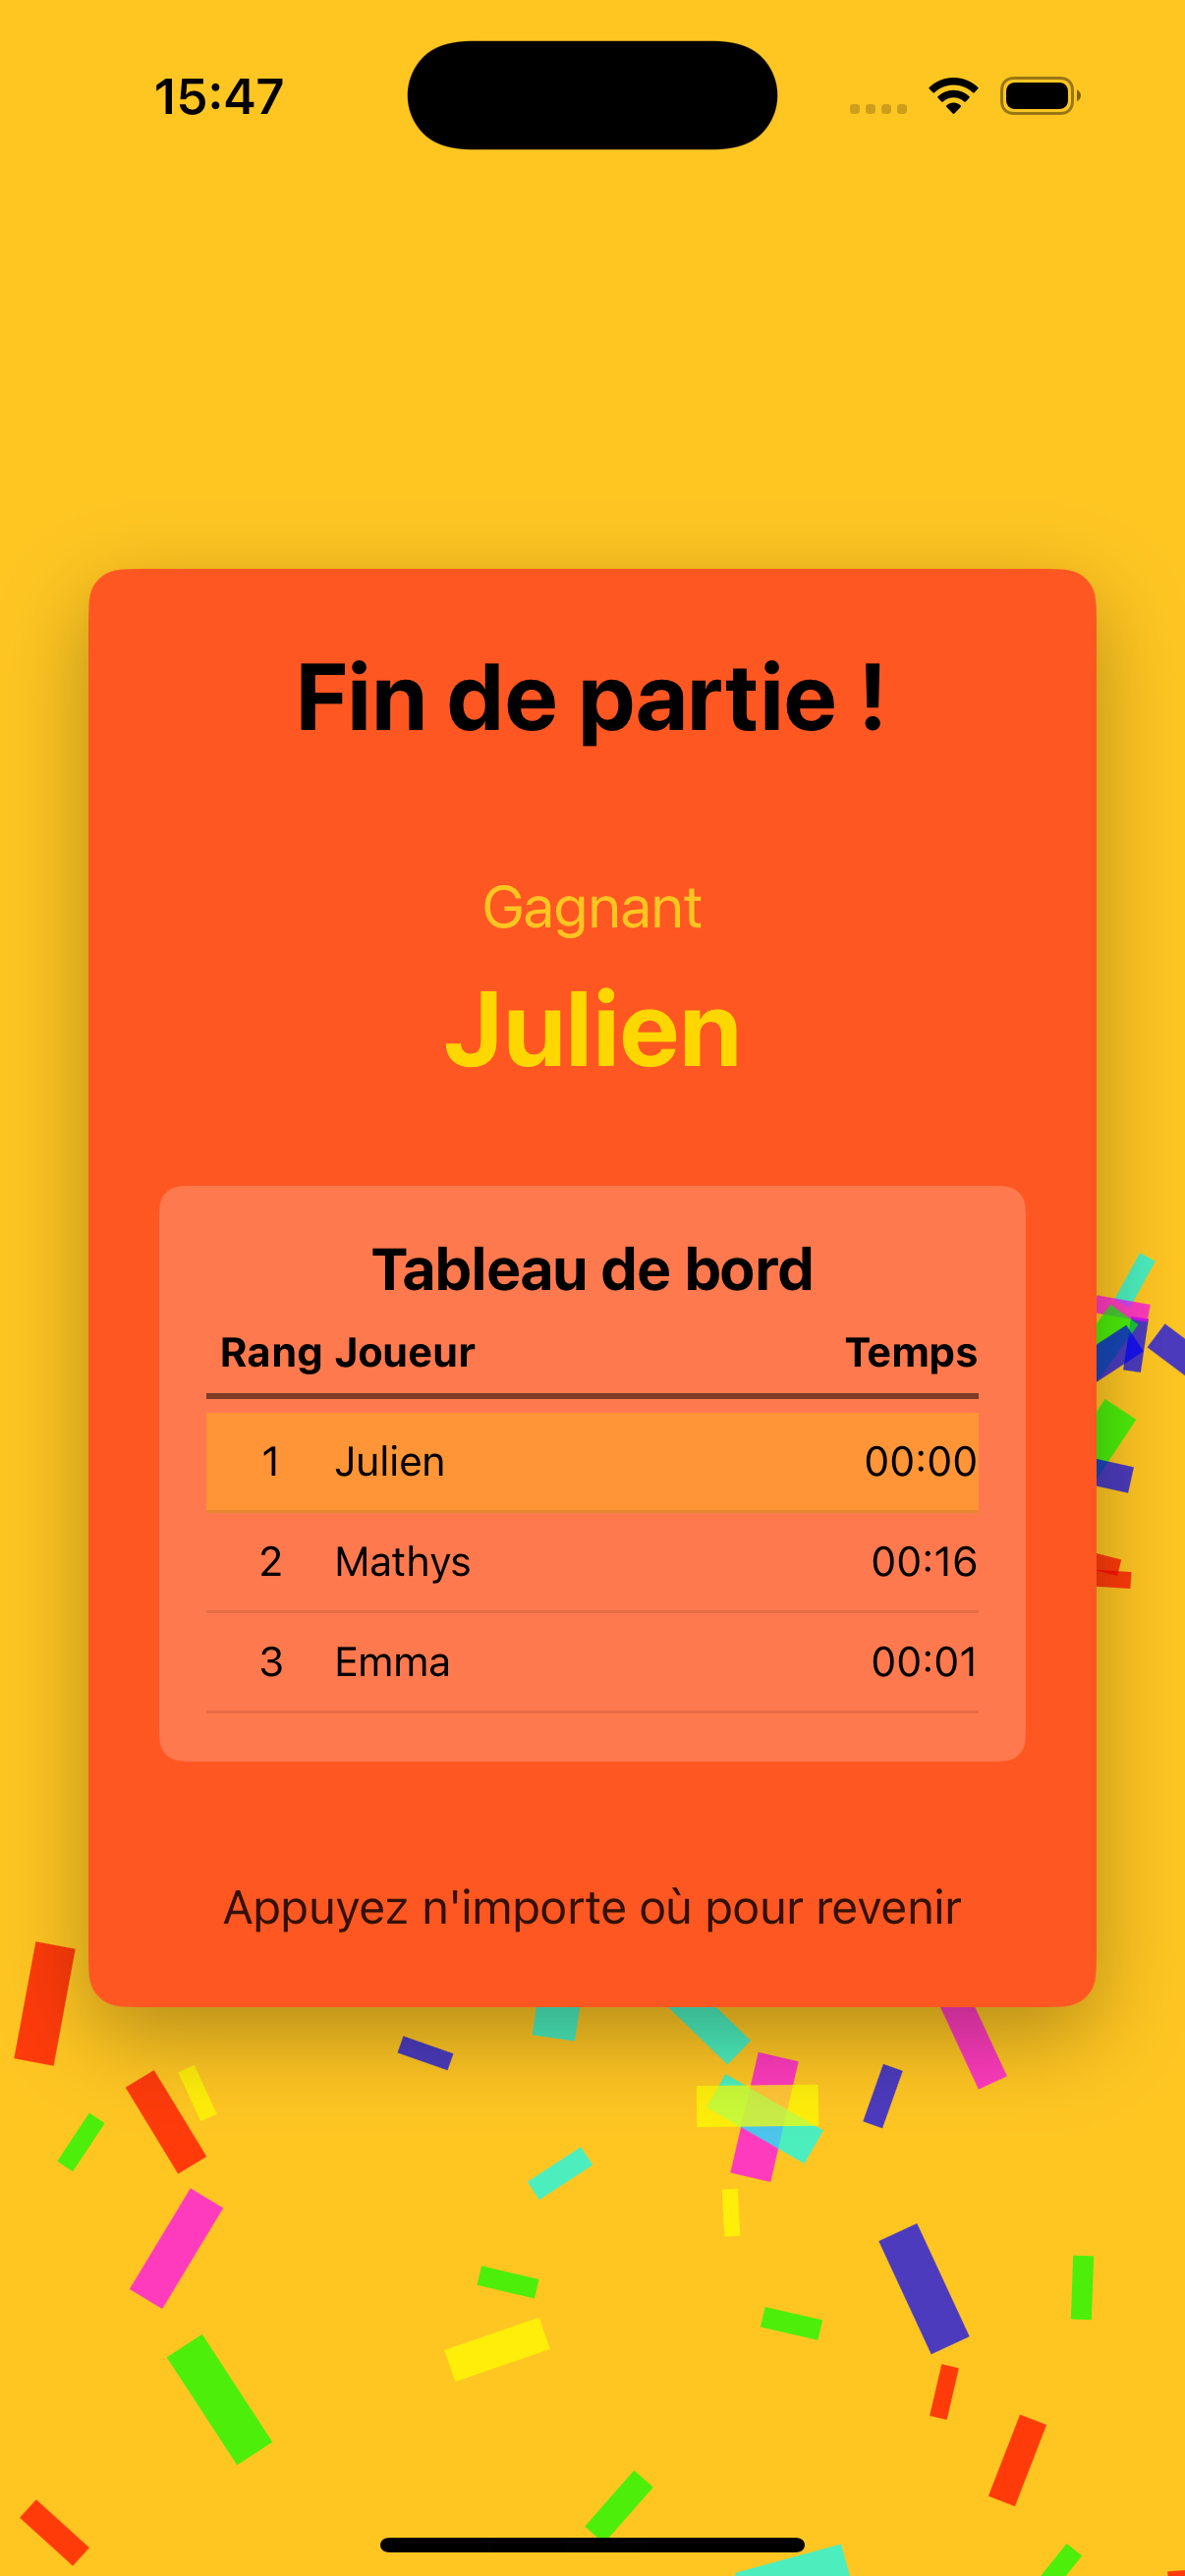 15:47
Fin de partie !
Gagnant
Julien
Tableau de bord
Rang Joueur Temps
1 Julien 00:00
2 Mathys 00:16
3 Emma 00:01
Appuyez n'importe où pour revenir